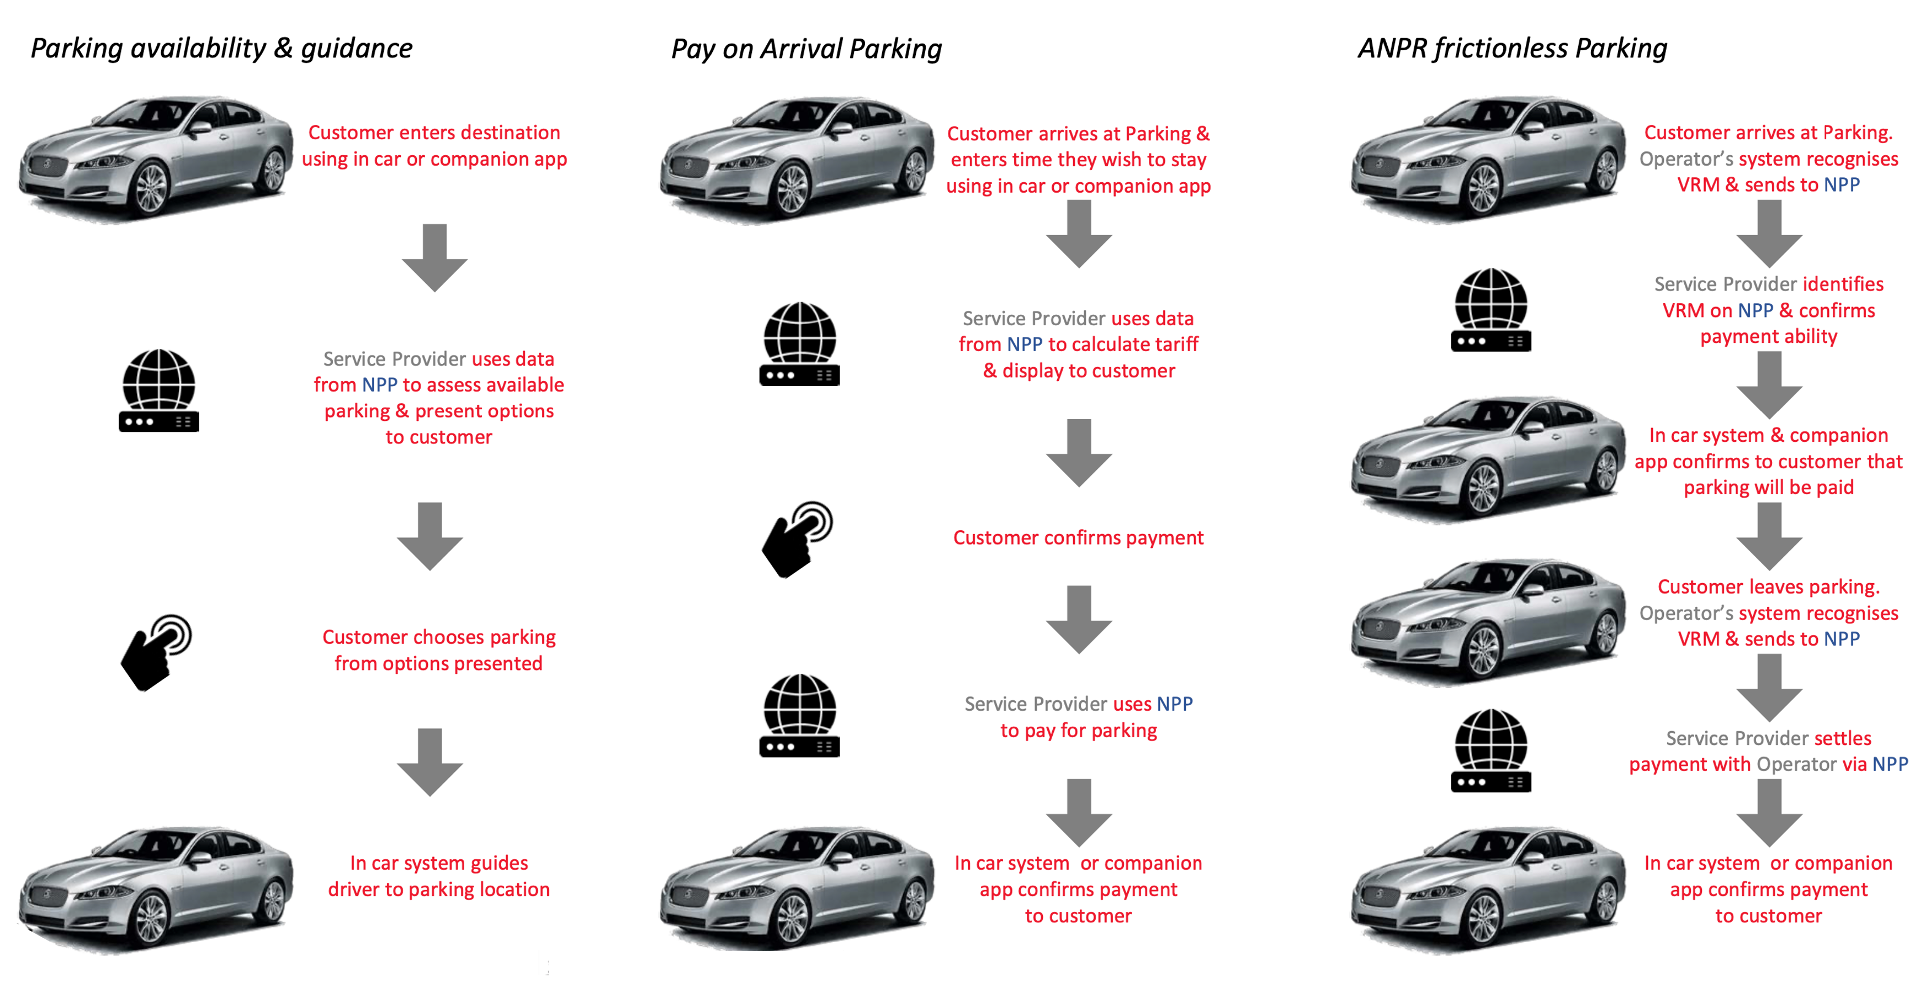 Parking availability & guidance
Customer enters destination
using in car or companion app
Service Provider uses data
from NPP to assess available
parking & present options
to customer
Customer chooses parking
from options presented
In car system guides
driver to parking location
Pay on Arrival Parking
Customer arrives at Parking &
enters time they wish to stay
using in car or companion app
Service Provider uses data
from NPP to calculate tariff
& display to customer
Customer confirms payment
Service Provider uses NPP
to pay for parking
In car system or companion
app confirms payment
to customer
ANPR frictionless Parking
Customer arrives at Parking.
Operator's system recognises
VRM & sends to NPP
Service Provider identifies
VRM on NPP & confirms
payment ability
In car system & companion
app confirms to customer that
parking will be paid
Customer leaves parking.
Operator's system recognises
VRM & sends to NPP
Service Provider settles
payment with Operator via NPP
In car system or companion
app confirms payment
to customer